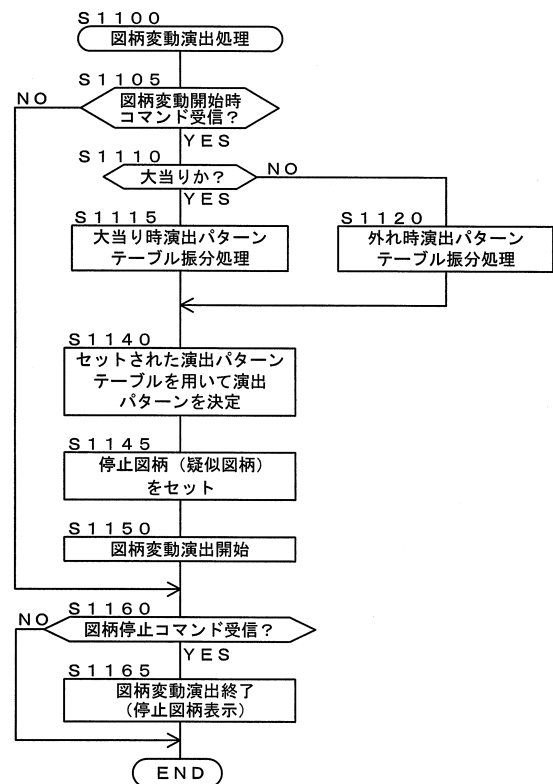 S1100
図柄変動演出処理
S1105
NO
図柄変動開始時
コマンド受信？
YES
S1110
大当りか？
NO
YES
S1115
大当り時演出パターン
テーブル振分処理
S1120
外れ時演出パターン
テーブル振分処理
S1140
セットされた演出パターン
テーブルを用いて演出
パターンを決定
S1145
停止図柄（疑似図柄）
をセット
S1150
図柄変動演出開始
S1160
NO
図柄停止コマンド受信？
YES
S1165
図柄変動演出終了
（停止図柄表示）
END